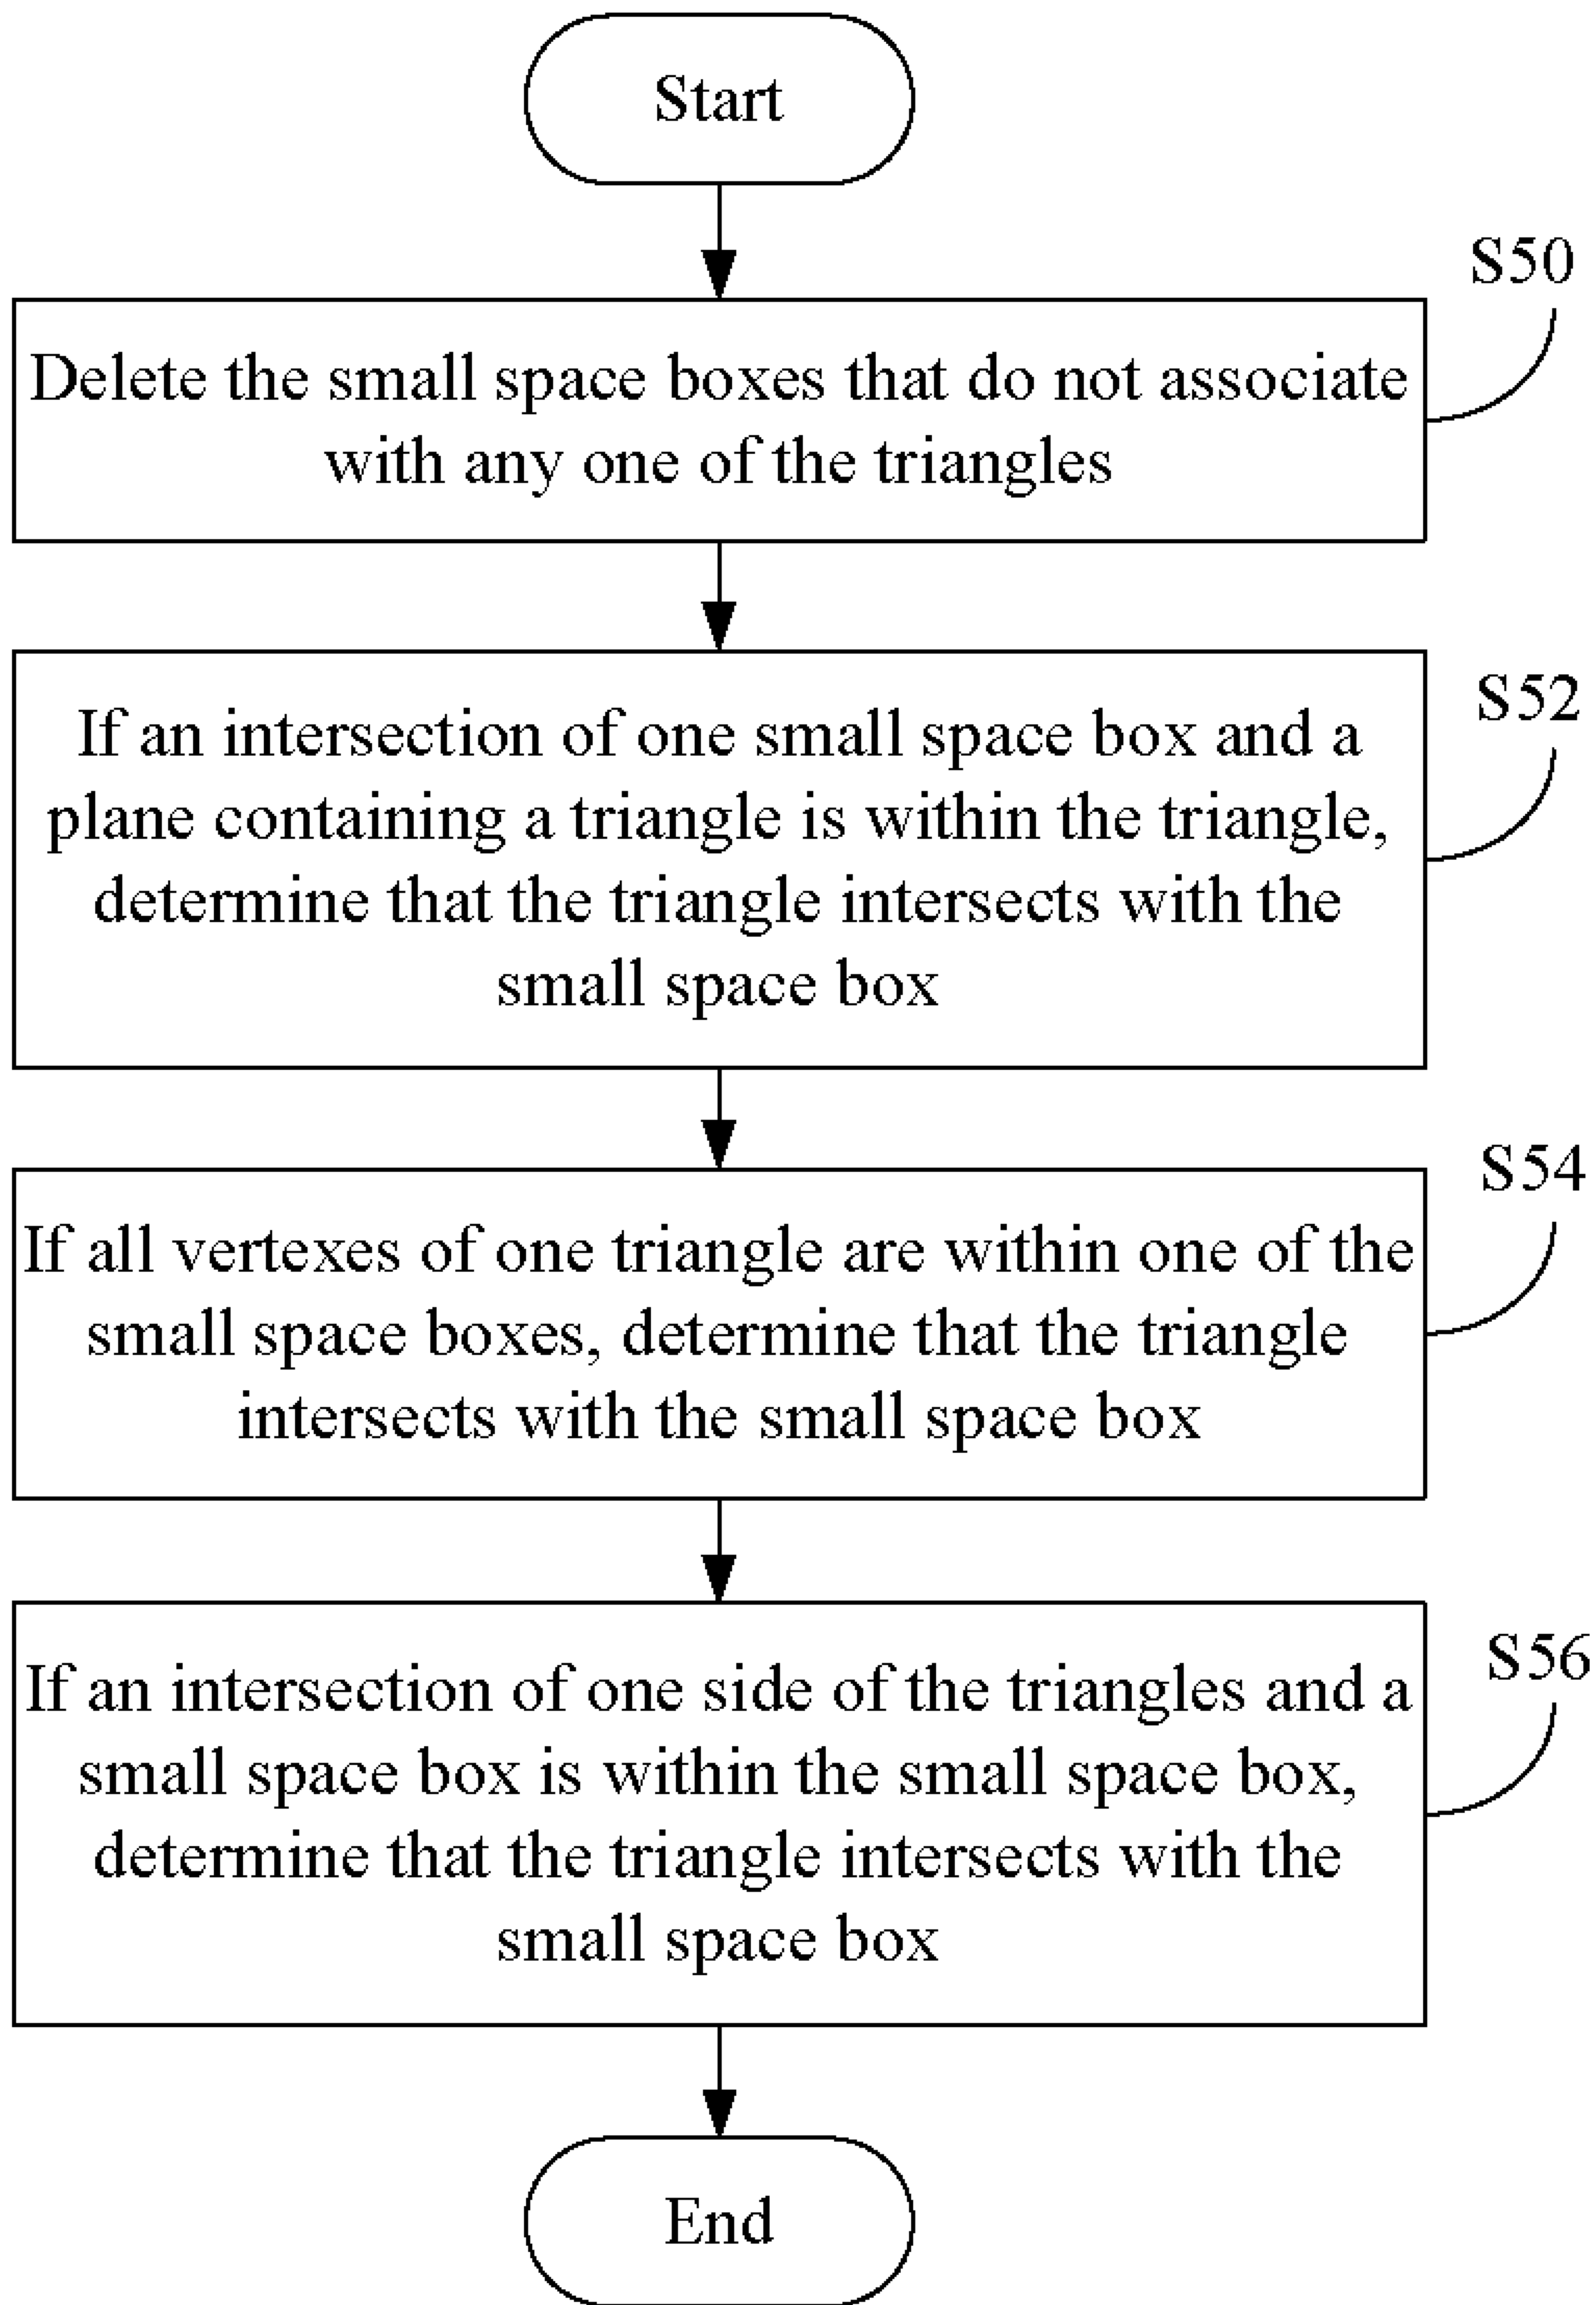 Start
S50
Delete the small space boxes that do not associate
with any one of the triangles
S52
If an intersection of one small space box and a
plane containing a triangle is within the triangle,
determine that the triangle intersects with the
small space box
S54
If all vertexes of one triangle are within one of the
small space boxes, determine that the triangle
intersects with the small space box
S56
If an intersection of one side of the triangles and a
small space box is within the small space box,
determine that the triangle intersects with the
small space box
End